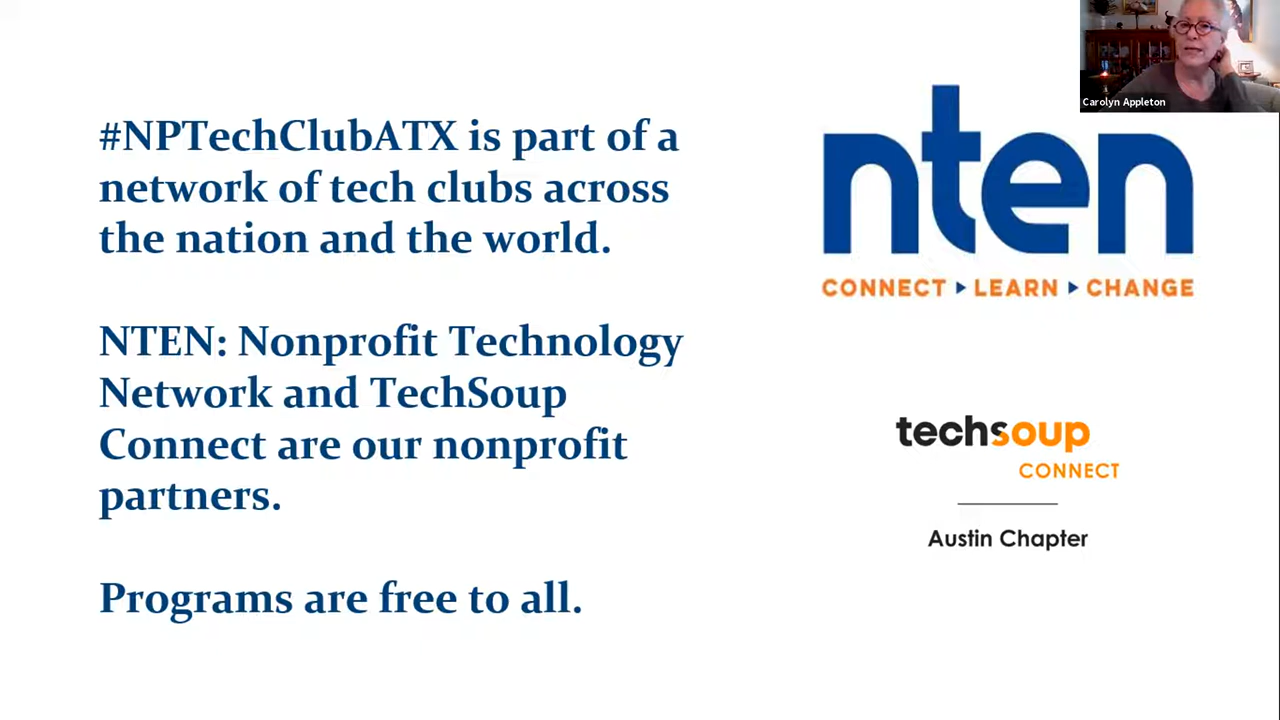 #NPTechClubATX is part of a
network of tech clubs across
the nation and the world.
NTEN: Nonprofit Technology
Network and TechSoup
Connect are our nonprofit
partners.
Programs are free to all.
Carolyn Appleton
nten
CONNECT ▸ LEARN ▸ CHANGE
techsoup
CONNECT
Austin Chapter